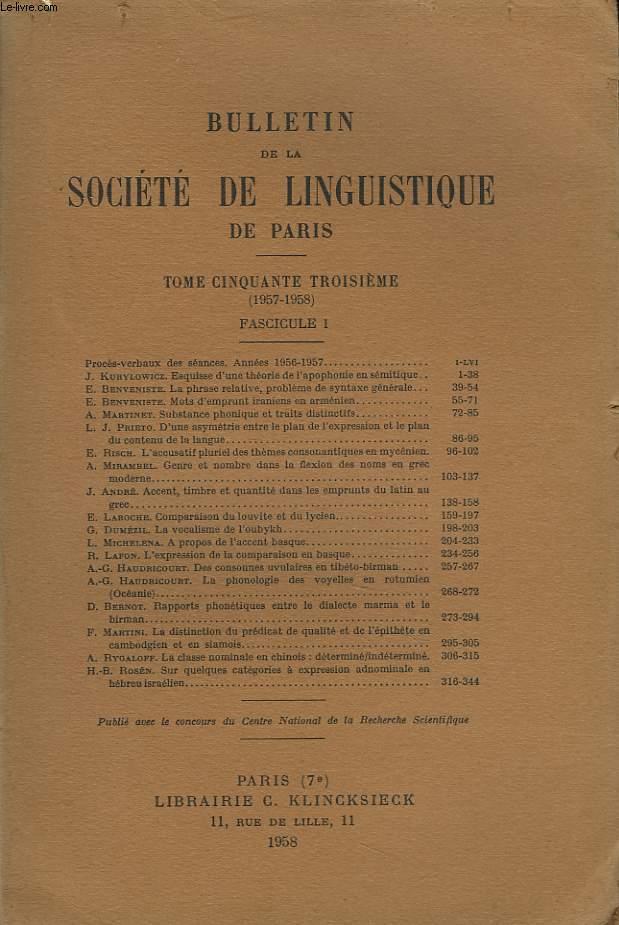 Le-livre.com
BULLETIN
DE LA
SOCIÉTÉ DE LINGUISTIQUE
DE PARIS
TOME CINQUANTE TROISIÈME
(1957-1958)
FASCICULE 1
Procès-verbaux des séances. Années 1956-1957................... I-LVI
J. KURYLOWICZ. Esquisse d'une théorie de l'apophonie en sémitique.. 1-38
E. BENVENISTE. La phrase relative, problème de syntaxe générale... 39-54
E. BENVENISTE. Mots d'emprunt iraniens en arménien............. 55-71
A. MARTINET. Substance phonique et traits distinctifs............. 72-85
L. J. PRIETO. D'une asymétrie entre le plan de l'expression et le plan
du contenu de la langue.................................... 86-95
E. RISCH. L'accusatif pluriel des thèmes consonantiques en mycénien. 96-102
A. MIRAMBEL. Genre et nombre dans la flexion des noms en grec
moderne................................................ 103-137
J. ANDRÉ. Accent, timbre et quantité dans les emprunts du latin au
grec.................................................... 138-158
E. LAROCHE. Comparaison du louvite et du lycien................. 159-197
G. DUMÉZIL. La vocalisme de l'oubykh.......................... 198-203
L. MICHELENA. A propos de l'accent basque...................... 204-233
R. LAFON. L'expression de la comparaison en basque.............. 234-256
A.-G. HAUDRICOURT. Des consonnes uvulaires en tibéto-birman ..... 257-267
A.-G. HAUDRICOURT. La phonologie des voyelles en rotumien
(Océanie)................................................ 268-272
D. BERNOT. Rapports phonétiques entre le dialecte marma et le
birman.................................................. 273-294
F. MARTINI. La distinction du prédicat de qualité et de l'épithète en
cambodgien et en siamois................................... 295-305
A. RYGALOFF. La classe nominale en chinois : déterminé/indéterminé. 306-315
H.-B. ROSÉN. Sur quelques catégories à expression adnominale en
hébreu israélien........................................... 316-344
Publié avec le concours du Centre National de la Recherche Scientifique
PARIS (7e)
LIBRAIRIE C. KLINCKSIECK
11, RUE DE LILLE, 11
1958